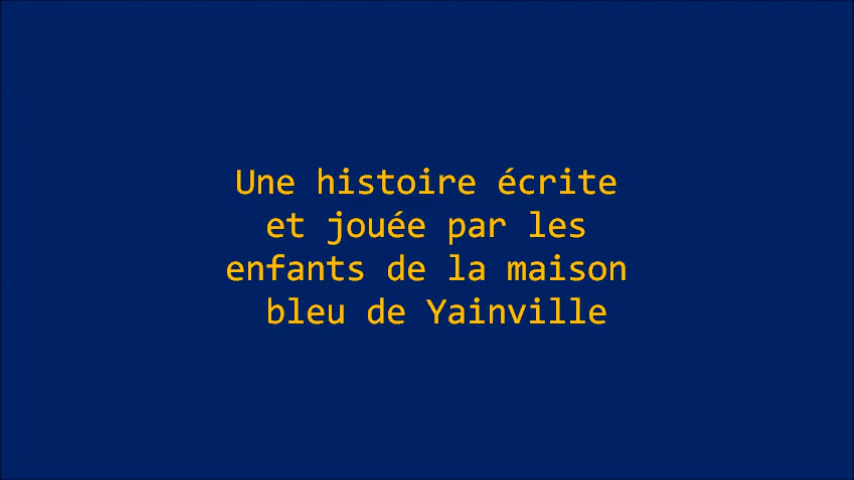 Une histoire écrite
et jouée par les
enfants de la maison
bleu de Yainville